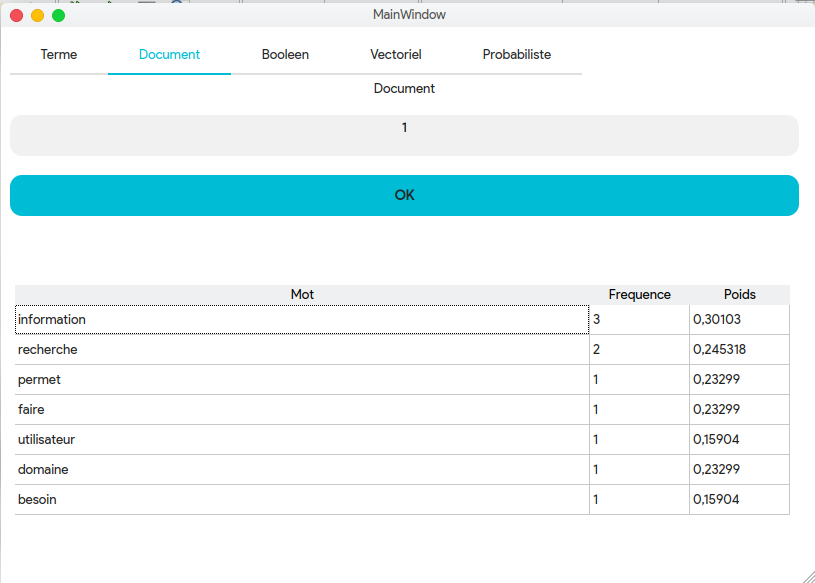 MainWindow
Terme Document Booleen Vectoriel Probabiliste
Document
1
OK
Mot Frequence Poids
information 3 0,30103
recherche 2 0,245318
permet 1 0,23299
faire 1 0,23299
utilisateur 1 0,15904
domaine 1 0,23299
besoin 1 0,15904